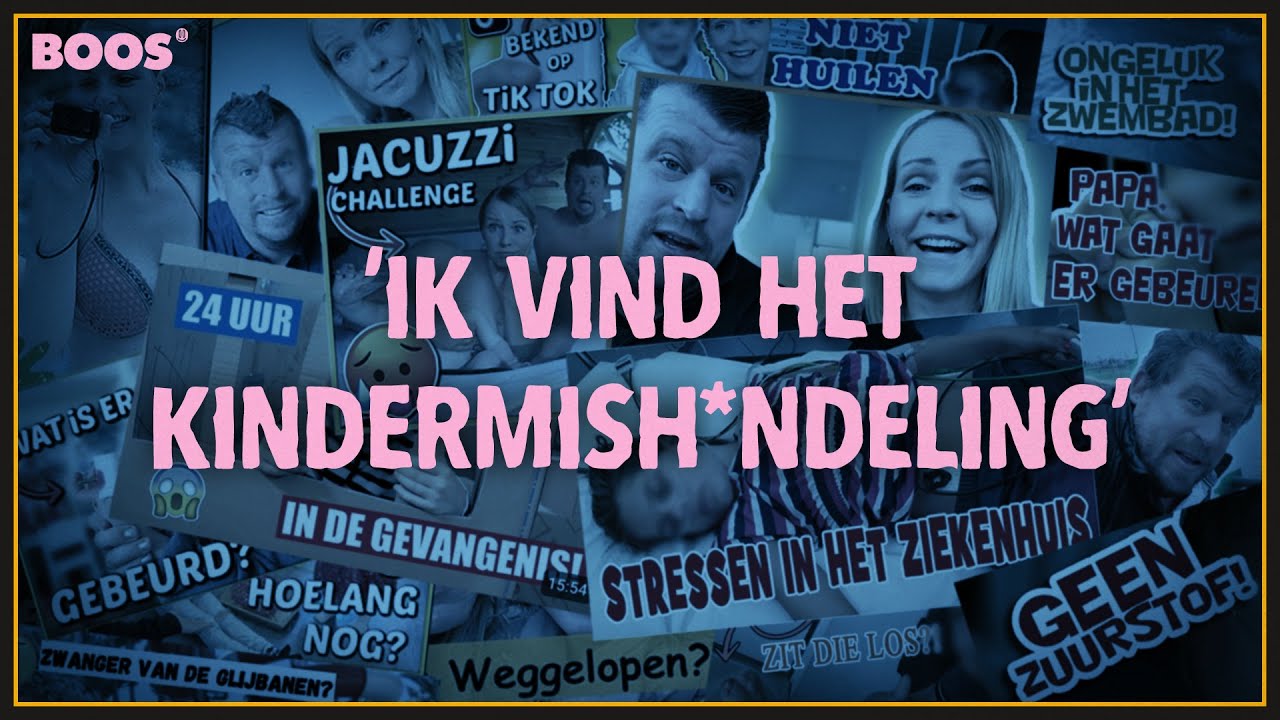 BOOS
BEKEND
OP
TiK TOK
NIET
HUILEN
ONGELUK
iN HET
ZWEMBAD!
JACUZZi
CHALLENGE
PAPA,
WAT GAAT
ER GEBEURE
'IK VIND HET
KINDERMISH*NDELING'
24 UUR
IN DE GEVANGENIS!
15:54
WAT iS ER
GEBEURD?
HOELANG
NOG?
STRESSEN IN HET ZIEKENHUIS
GEEN
ZUURSTOF!
ZWANGER VAN DE GLIJBANEN?
Weggelopen?
ZIT DIE LOS?!